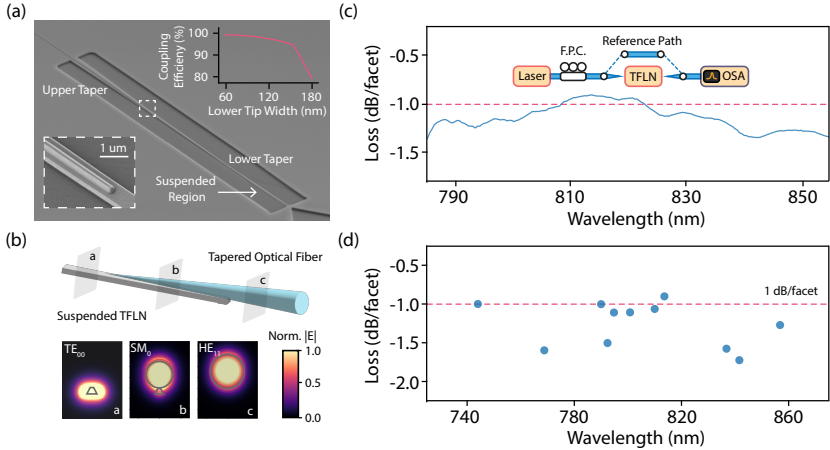 (a)
Upper Taper
Lower Taper
Suspended
Region
1 um
Coupling
Efficieny (%)
100
90
80
60
120
180
Lower Tip Width (nm)
(b)
a
b
c
Tapered Optical Fiber
Suspended TFLN
TE00
a
SM0
b
HE11
c
Norm. |E|
1.0
0.5
0.0
(c)
Reference Path
F.P.C.
Laser
TFLN
OSA
Loss (dB/facet)
-0.5
-1.0
-1.5
790
810
830
850
Wavelength (nm)
(d)
1 dB/facet
Loss (dB/facet)
-0.5
-1.0
-1.5
-2.0
740
780
820
860
Wavelength (nm)